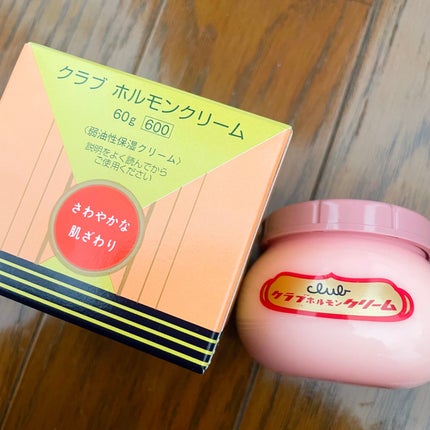 クラブ ホルモンクリーム
60g 600
〈弱油性保湿クリーム〉
説明をよく読んでから
ご使用ください
さわやかな
肌ざわり
club
クラブホルモンクリーム